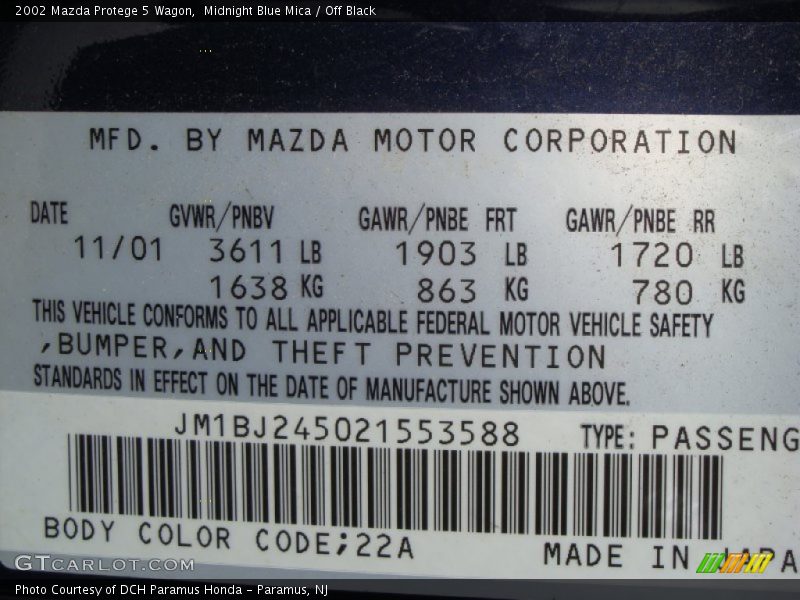 2002 Mazda Protege 5 Wagon,  Midnight Blue Mica / Off Black
MFD. BY MAZDA MOTOR CORPORATION
DATE GVWR/PNBV GAWR/PNBE FRT GAWR/PNBE RR
11/01 3611 LB 1903 LB 1720 LB
1638 KG 863 KG 780 KG
THIS VEHICLE CONFORMS TO ALL APPLICABLE FEDERAL MOTOR VEHICLE SAFETY
,BUMPER,AND THEFT PREVENTION
STANDARDS IN EFFECT ON THE DATE OF MANUFACTURE SHOWN ABOVE.
JM1BJ245021553588 TYPE: PASSENG
BODY COLOR CODE;22A
MADE IN JAPA
GTCARLOT.COM
Photo Courtesy of DCH Paramus Honda - Paramus, NJ